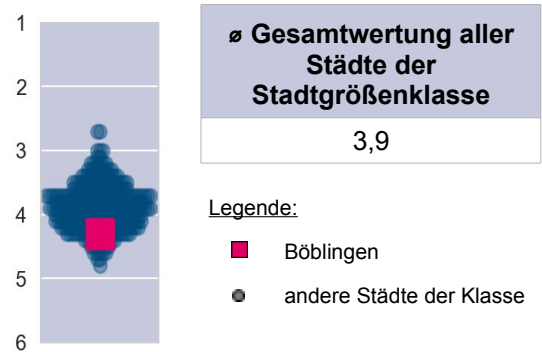 1
2
3
4
5
6
ø Gesamtwertung aller
Städte der
Stadtgrößenklasse
3,9
Legende:
Böblingen
andere Städte der Klasse